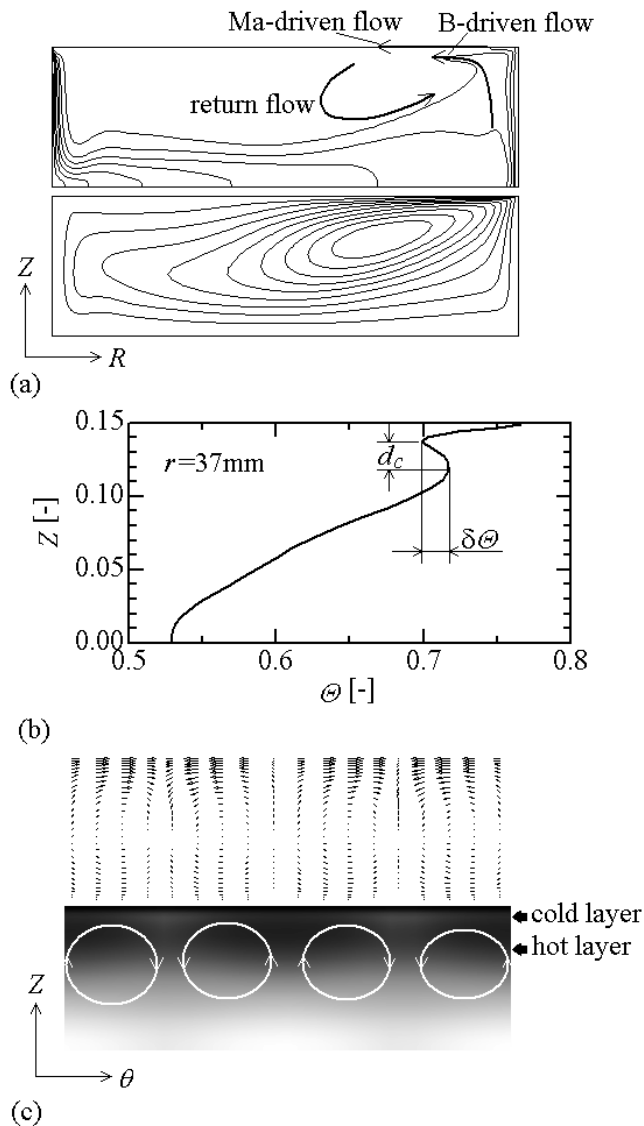 Ma-driven flow
B-driven flow
return flow
Z
R
(a)
0.15
0.10
0.05
0.00
Z [-]
r=37mm
d_c
δΘ
0.5
0.6
0.7
0.8
Θ [-]
(b)
cold layer
hot layer
Z
θ
(c)